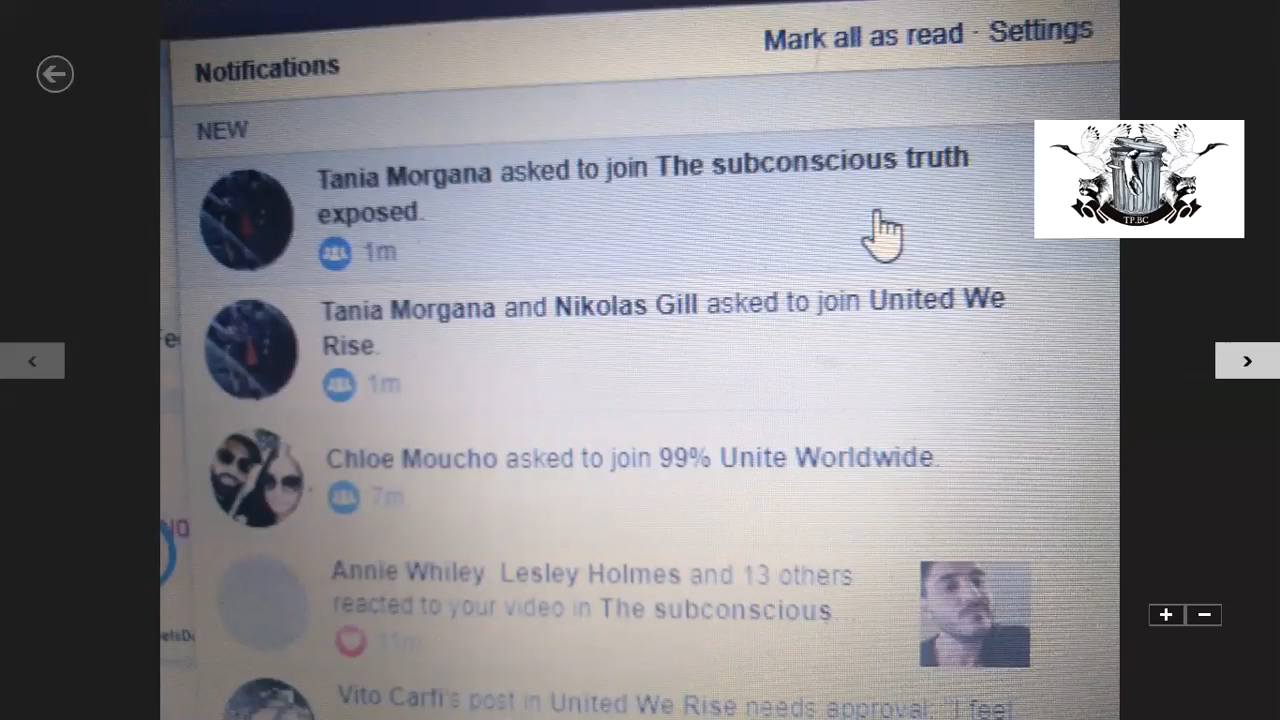 Mark all as read · Settings
Notifications
NEW
Tania Morgana asked to join The subconscious truth
exposed.
1m
TP.BC
Tania Morgana and Nikolas Gill asked to join United We
Rise.
1m
Chloe Moucho asked to join 99% Unite Worldwide.
7m
Annie Whiley, Lesley Holmes and 13 others
reacted to your video in The subconscious ...
11m
Vito Carfi's post in United We Rise needs approval: "I feel